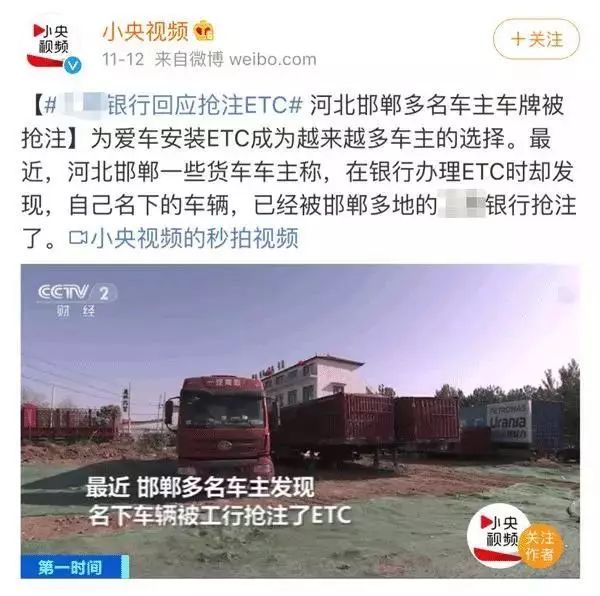 小央视频
小央视频
+关注
11-12 来自微博 weibo.com
【# 银行回应抢注ETC# 河北邯郸多名车主车牌被
抢注】为爱车安装ETC成为越来越多车主的选择。最
近，河北邯郸一些货车车主称，在银行办理ETC时却发
现，自己名下的车辆，已经被邯郸多地的 银行抢注
了。小央视频的秒拍视频
CCTV 2
财经
PETRONAS
Urania
最近 邯郸多名车主发现
名下车辆被工行抢注了ETC
小央视频
关注作者
第一时间